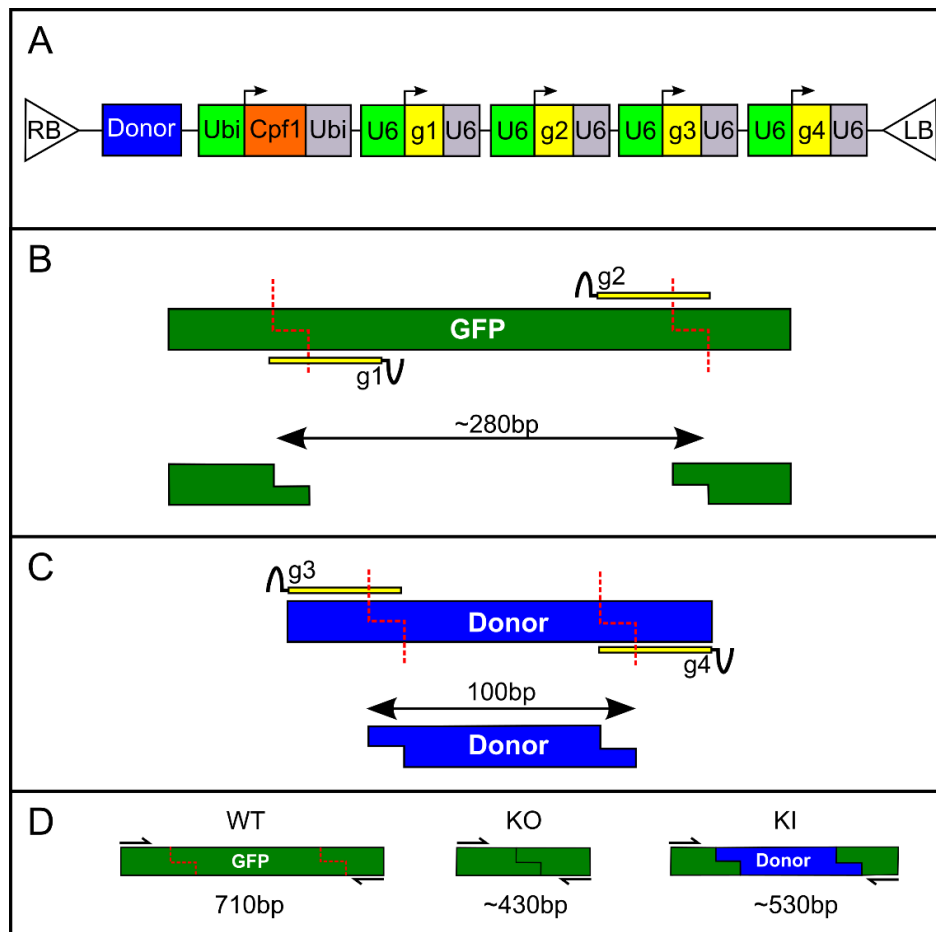 A
RB Donor Ubi Cpf1 Ubi U6 g1 U6 U6 g2 U6 U6 g3 U6 U6 g4 U6 LB
B
g2
GFP
g1
~280bp
C
g3
Donor
g4
100bp
Donor
D
WT KO KI
GFP Donor
710bp ~430bp ~530bp